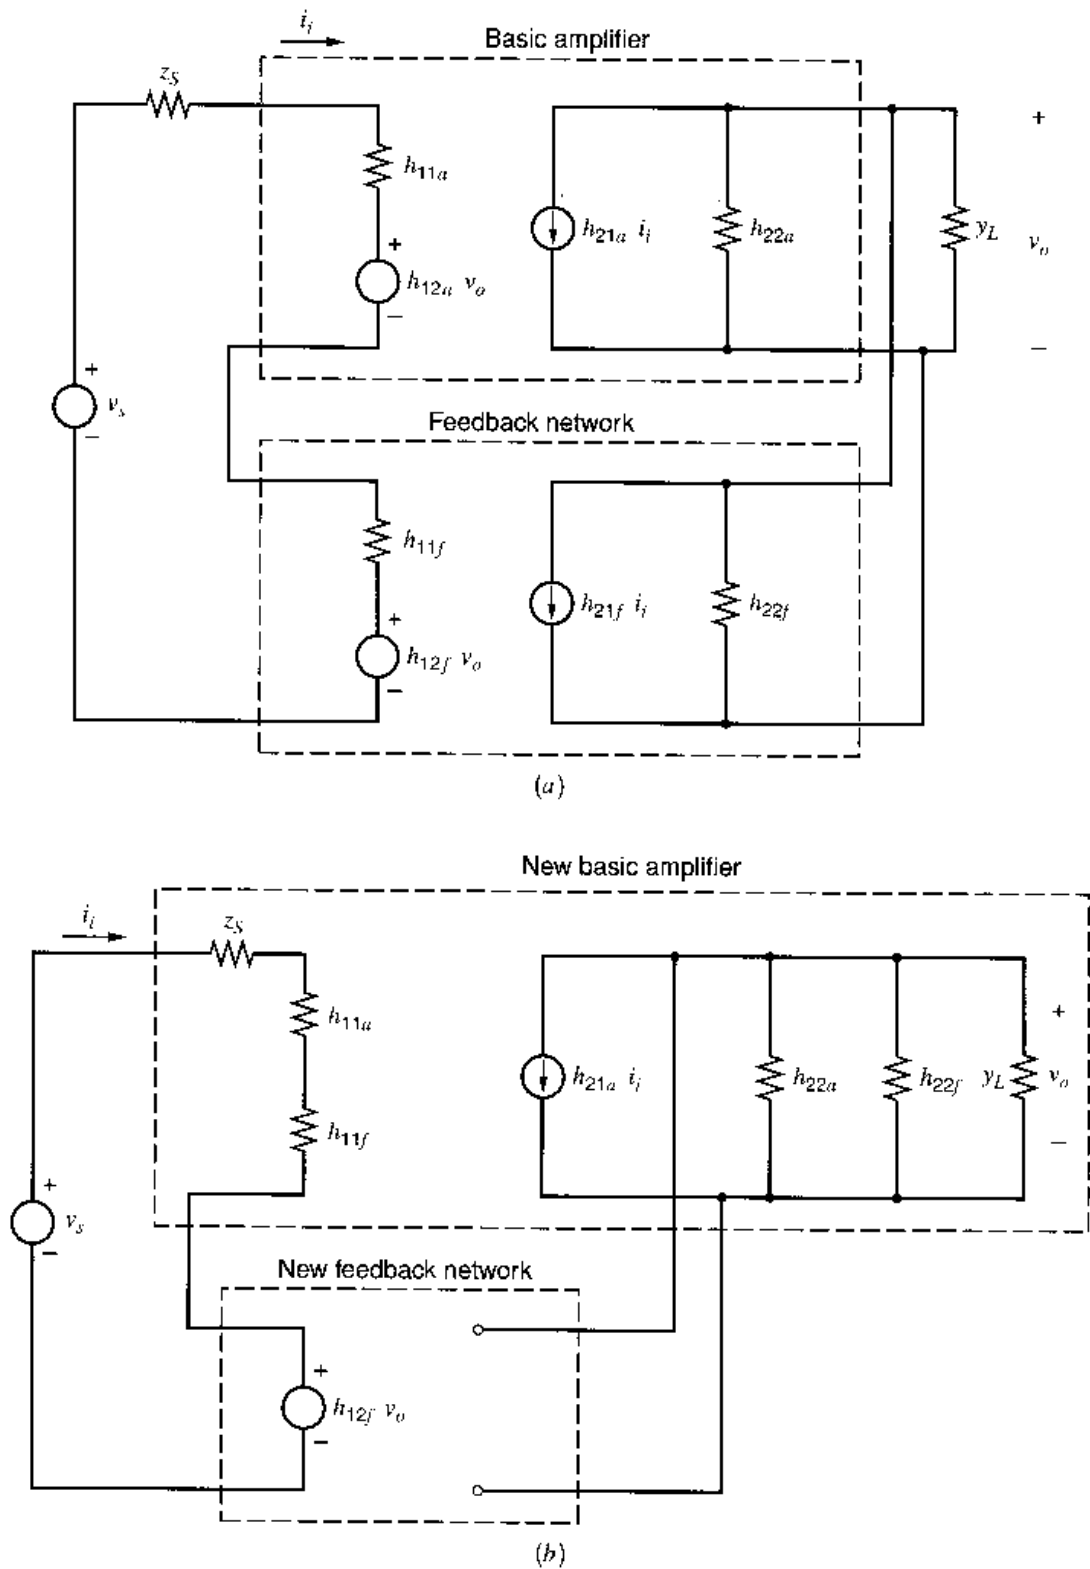 i_i
Basic amplifier
z_S
h_11a
+
h_12a v_o
−
h_21a i_i
h_22a
y_L
+
v_o
−
+
v_s
−
Feedback network
h_11f
+
h_12f v_o
−
h_21f i_i
h_22f
(a)
New basic amplifier
i_i
z_S
h_11a
h_11f
h_21a i_i
h_22a
h_22f
y_L
+
v_o
−
+
v_s
−
New feedback network
+
h_12f v_o
−
(b)